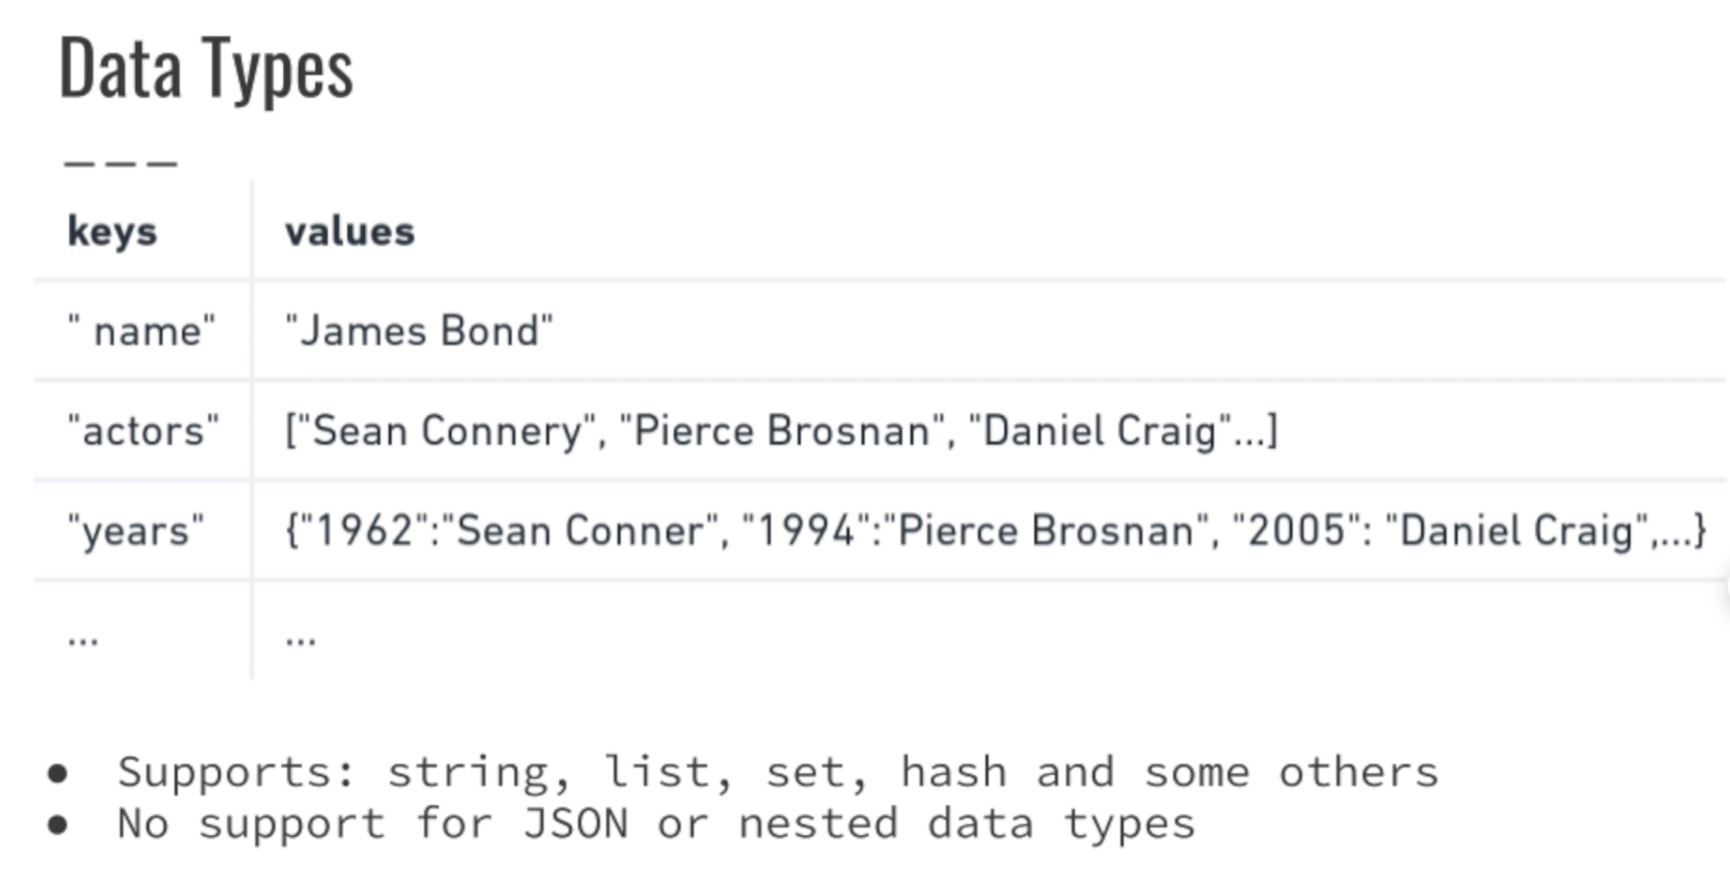 Data Types
———
keys values
" name" "James Bond"
"actors" ["Sean Connery", "Pierce Brosnan", "Daniel Craig"...]
"years" {"1962":"Sean Conner", "1994":"Pierce Brosnan", "2005": "Daniel Craig",...}
... ...
● Supports: string, list, set, hash and some others
● No support for JSON or nested data types